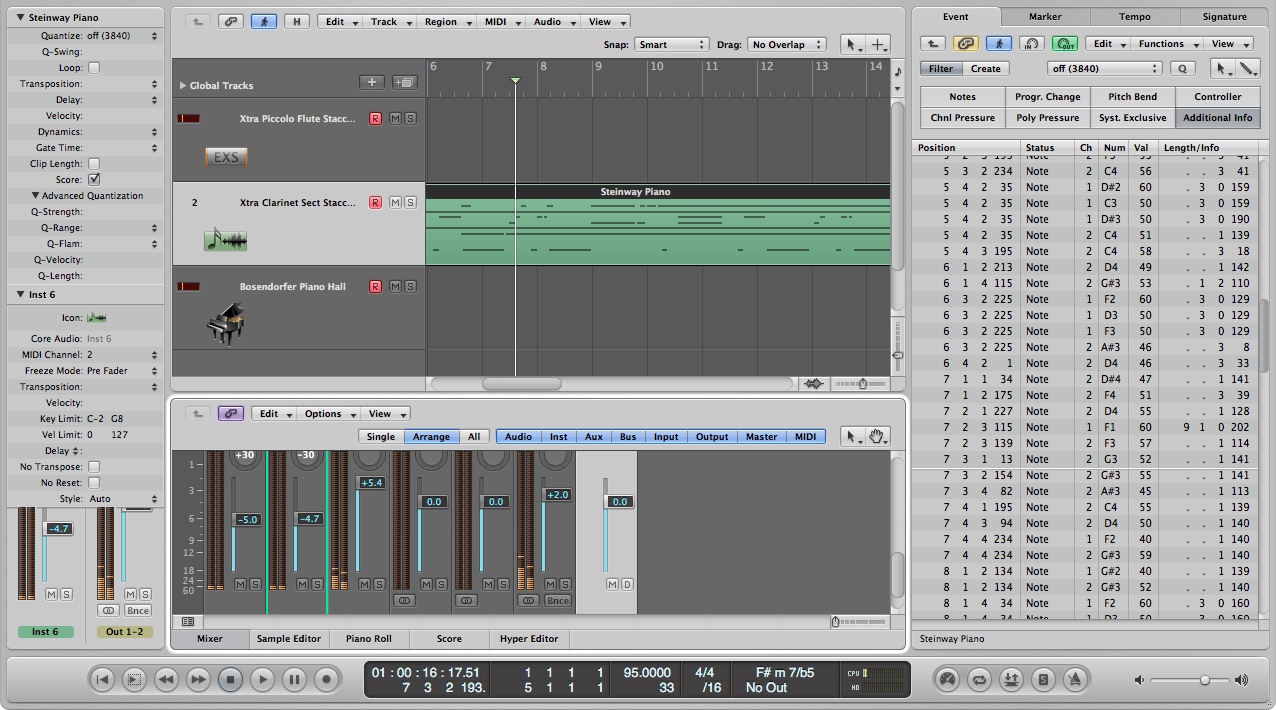 Steinway Piano
Quantize: off (3840)
Q-Swing:
Loop:
Transposition:
Delay:
Velocity:
Dynamics:
Gate Time:
Clip Length:
Score:
Advanced Quantization
Q-Strength:
Q-Range:
Q-Flam:
Q-Velocity:
Q-Length:
Inst 6
Icon:
Core Audio: Inst 6
MIDI Channel: 2
Freeze Mode: Pre Fader
Transposition:
Velocity:
Key Limit: C-2 G8
Vel Limit: 0 127
Delay
No Transpose:
No Reset:
Style: Auto
-4.7
M S M S
Bnce
Inst 6 Out 1-2
H Edit Track Region MIDI Audio View
Snap: Smart Drag: No Overlap
Global Tracks
6 7 8 9 10 11 12 13 14
Xtra Piccolo Flute Stacc... R M S
EXS
Steinway Piano
2 Xtra Clarinet Sect Stacc... R M S
Bosendorfer Piano Hall R M S
Edit Options View
Single Arrange All Audio Inst Aux Bus Input Output Master MIDI
+30 -30
1
3
6
9
12
18
24
60
-5.0 -4.7 +5.4 0.0 0.0 +2.0 0.0
M S M S M S M S M S M S M D
Bnce
Mixer Sample Editor Piano Roll Score Hyper Editor
Event Marker Tempo Signature
IN OUT Edit Functions View
Filter Create off (3840) Q
Notes Progr. Change Pitch Bend Controller
Chnl Pressure Poly Pressure Syst. Exclusive Additional Info
Position Status Ch Num Val Length/Info
5 3 2 234 Note 2 C4 56 . . 3 41
5 4 2 35 Note 1 D#2 60 . 3 0 159
5 4 2 35 Note 1 C3 50 . 3 0 159
5 4 2 35 Note 1 D#3 50 . 3 0 190
5 4 2 35 Note 2 C4 51 . . 1 139
5 4 3 195 Note 2 C4 58 . . 3 18
6 1 2 213 Note 2 D4 49 . . 1 142
6 1 4 115 Note 2 G#3 53 . 1 2 110
6 3 2 225 Note 1 F2 60 . 3 0 129
6 3 2 225 Note 1 D3 50 . 3 0 129
6 3 2 225 Note 1 F3 50 . 3 0 129
6 3 2 225 Note 2 A#3 46 . . 3 8
6 4 2 1 Note 2 D4 46 . . 3 33
7 1 1 34 Note 2 D#4 47 . . 1 141
7 1 2 175 Note 2 F4 51 . . 3 39
7 2 1 227 Note 2 D4 55 . . 1 128
7 2 3 115 Note 1 F1 60 9 1 0 202
7 2 3 139 Note 2 F3 57 . . 1 114
7 3 1 13 Note 2 G3 52 . . 1 141
7 3 2 154 Note 2 G#3 55 . . 1 141
7 3 4 82 Note 2 A#3 45 . . 1 113
7 4 1 195 Note 2 C4 55 . . 1 139
7 4 3 94 Note 2 D4 50 . . 1 140
7 4 4 234 Note 1 F2 40 . . 1 140
7 4 4 234 Note 2 G#3 59 . . 1 140
8 1 2 134 Note 1 G#2 40 . . 1 139
8 1 2 134 Note 2 G#3 52 . . 1 140
8 1 4 34 Note 1 F2 60 . 3 0 160
Steinway Piano
01 : 00 : 16 : 17.51 1 1 1 1 95.0000 4/4 F# m 7/b5 CPU
7 3 2 193. 5 1 1 1 33 /16 No Out HD
S